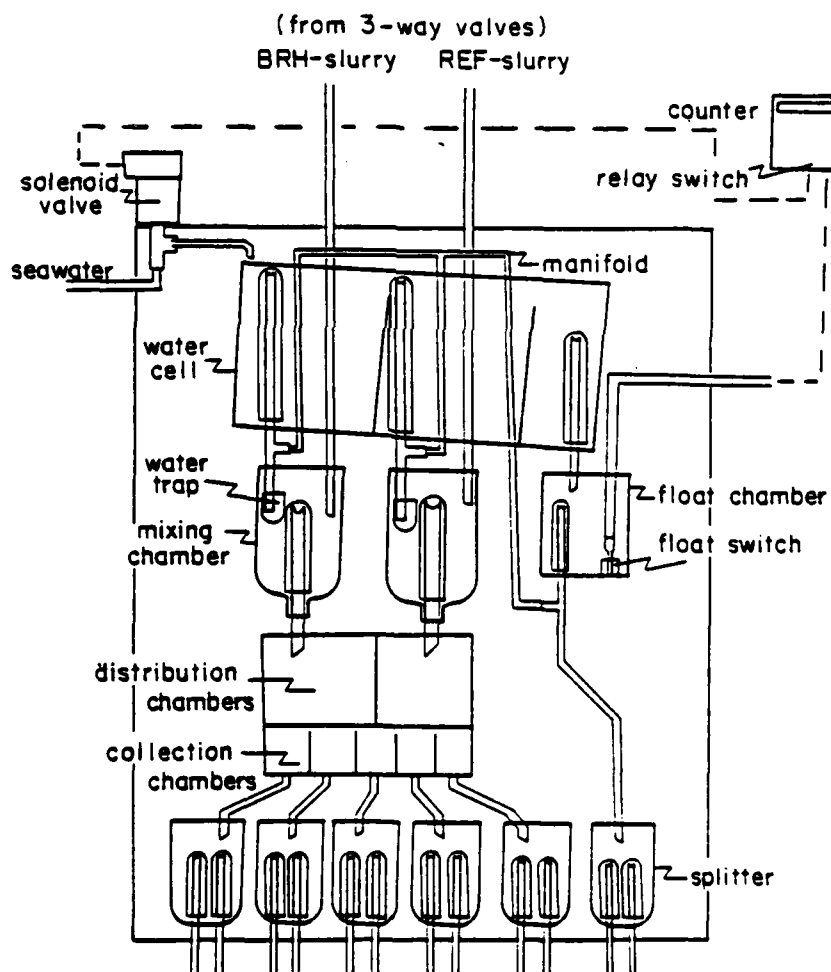 (from 3-way valves)
BRH-slurry REF-slurry
counter
relay switch
solenoid
valve
seawater
manifold
water
cell
water
trap
float chamber
mixing
chamber
float switch
distribution
chambers
collection
chambers
splitter